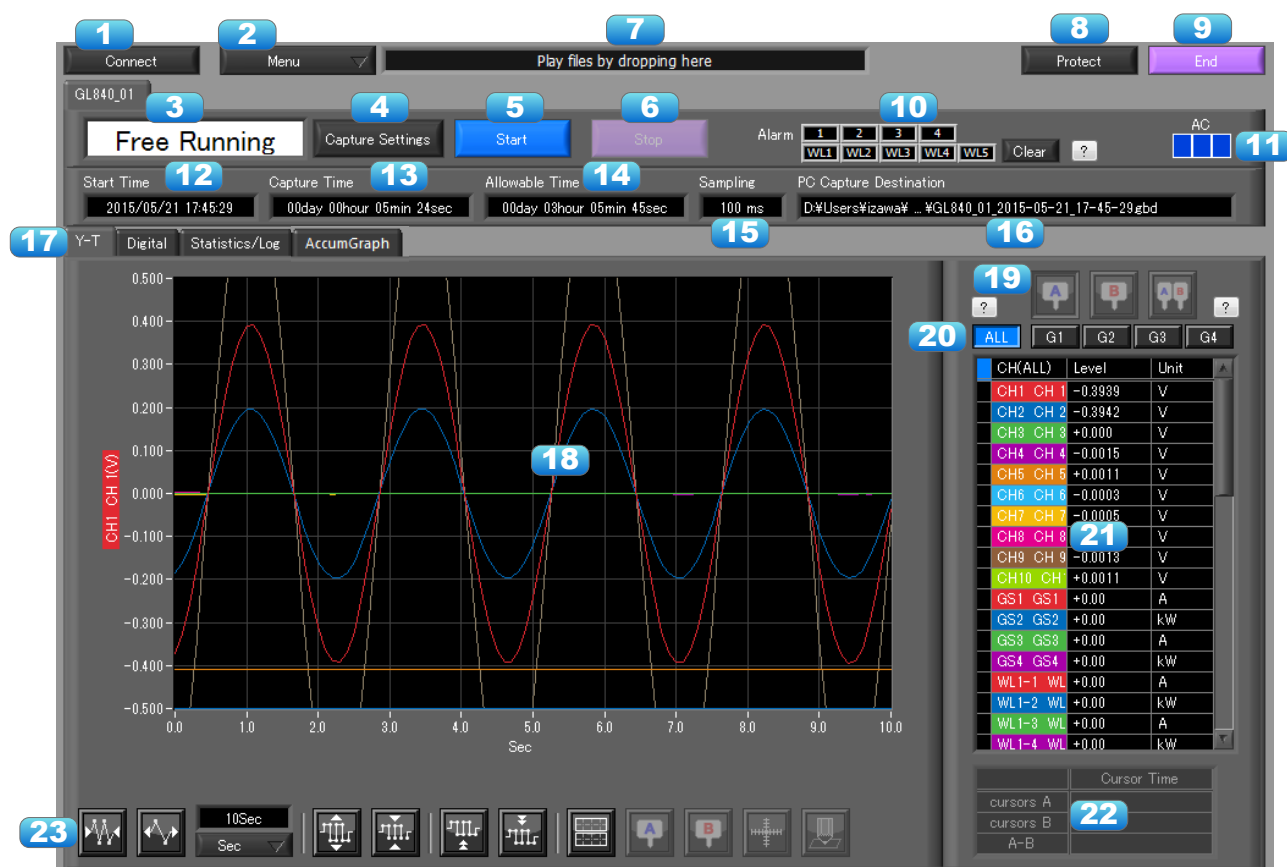 1 2 7 8 9
Connect Menu Play files by dropping here Protect End
GL840_01
3 4 5 6 10
Free Running Capture Settings Start Stop Alarm 1 2 3 4 AC
WL1 WL2 WL3 WL4 WL5 Clear ? 11
12 13 14
Start Time Capture Time Allowable Time Sampling PC Capture Destination
2015/05/21 17:45:29 00day 00hour 05min 24sec 00day 03hour 05min 45sec 100 ms D:¥Users¥izawa¥ ... ¥GL840_01_2015-05-21_17-45-29.gbd
15 16
17 Y-T Digital Statistics/Log AccumGraph
0.500
0.400
0.300
0.200
0.100
0.000
-0.100
-0.200
-0.300
-0.400
-0.500
CH1 CH 1(V)
18
0.0 1.0 2.0 3.0 4.0 5.0 6.0 7.0 8.0 9.0 10.0
Sec
19 A B A B
? ?
20 ALL G1 G2 G3 G4
CH(ALL) Level Unit
CH1 CH 1 -0.3939 V
CH2 CH 2 -0.3942 V
CH3 CH 3 +0.000 V
CH4 CH 4 -0.0015 V
CH5 CH 5 +0.0011 V
CH6 CH 6 -0.0003 V
CH7 CH 7 -0.0005 V
CH8 CH 8 21 V
CH9 CH 9 -0.0013 V
CH10 CH +0.0011 V
GS1 GS1 +0.00 A
GS2 GS2 +0.00 kW
GS3 GS3 +0.00 A
GS4 GS4 +0.00 kW
WL1-1 WL +0.00 A
WL1-2 WL +0.00 kW
WL1-3 WL +0.00 A
WL1-4 WL +0.00 kW
Cursor Time
cursors A
cursors B 22
A-B
23 10Sec
Sec A B